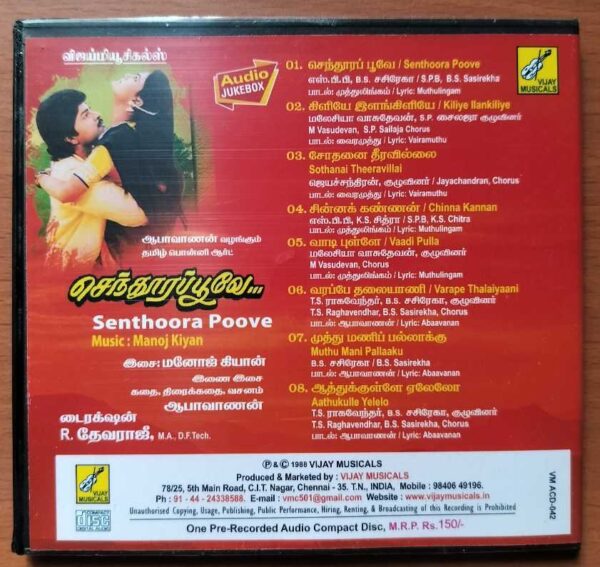 விஜய்மியூசிகல்ஸ்
Audio
JUKEBOX
VIJAY
MUSICALS
ஆபாவாணன் வழங்கும்
தமிழ் பொன்னி ஆர்ட்
செந்தூரப்பூவே...
Senthoora Poove
Music : Manoj Kiyan
இசை: மனோஜ் கியான்
இணை இசை
கதை, திரைக்கதை, வசனம்
ஆபாவாணன்
டைரக்ஷன்
R. தேவராஜ், M.A., D.F.Tech.
01. செந்தூரப் பூவே / Senthoora Poove
எஸ்.பி.பி, B.S. சசிரேகா / S.P.B, B.S. Sasirekha
பாடல்: முத்துலிங்கம் / Lyric: Muthulingam
02. கிளியே இளங்கிளியே / Kiliye Ilankiliye
மலேசியா வாசுதேவன், S.P. சைலஜா குழுவினர்
M Vasudevan, S.P. Sailaja Chorus
பாடல்: வைரமுத்து / Lyric: Vairamuthu
03. சோதனை தீரவில்லை
Sothanai Theeravillai
ஜெயச்சந்திரன், குழுவினர் / Jayachandran, Chorus
பாடல்: வைரமுத்து / Lyric: Vairamuthu
04. சின்னக் கண்ணன் / Chinna Kannan
எஸ்.பி.பி, K.S. சித்ரா / S.P.B, K.S. Chitra
பாடல்: முத்துலிங்கம் / Lyric: Muthulingam
05. வாடி புள்ளே / Vaadi Pulla
மலேசியா வாசுதேவன், குழுவினர்
M Vasudevan, Chorus
பாடல்: முத்துலிங்கம் / Lyric: Muthulingam
06. வரப்பே தலையாணி / Varape Thalaiyaani
T.S. ராகவேந்தர், B.S. சசிரேகா, குழுவினர்
T.S. Raghavendhar, B.S. Sasirekha, Chorus
பாடல்: ஆபாவாணன் / Lyric: Abaavanan
07. முத்து மணிப் பல்லாக்கு
Muthu Mani Pallaaku
B.S. சசிரேகா / B.S. Sasirekha
பாடல்: ஆபாவாணன் / Lyric: Abaavanan
08. ஆத்துக்குள்ளே ஏலேலோ
Aathukulle Yelelo
T.S. ராகவேந்தர், B.S. சசிரேகா, குழுவினர்
T.S. Raghavendhar, B.S. Sasirekha, Chorus
பாடல்: ஆபாவாணன் / Lyric: Abaavanan
VIJAY
MUSICALS
COMPACT
disc
DIGITAL AUDIO
℗ & © 1988 VIJAY MUSICALS
Produced & Marketed by : VIJAY MUSICALS
78/25, 5th Main Road, C.I.T. Nagar, Chennai - 35. T.N., INDIA, Mobile : 98406 49196.
Ph : 91 - 44 - 24338588. E-mail : vmc501@gmail.com Website : www.vijaymusicals.in
Unauthorised Copying, Usage, Publishing, Public Performance, Hiring, Renting, & Broadcasting of this Recording is Prohibited
One Pre-Recorded Audio Compact Disc, M.R.P. Rs.150/-
VM ACD-042